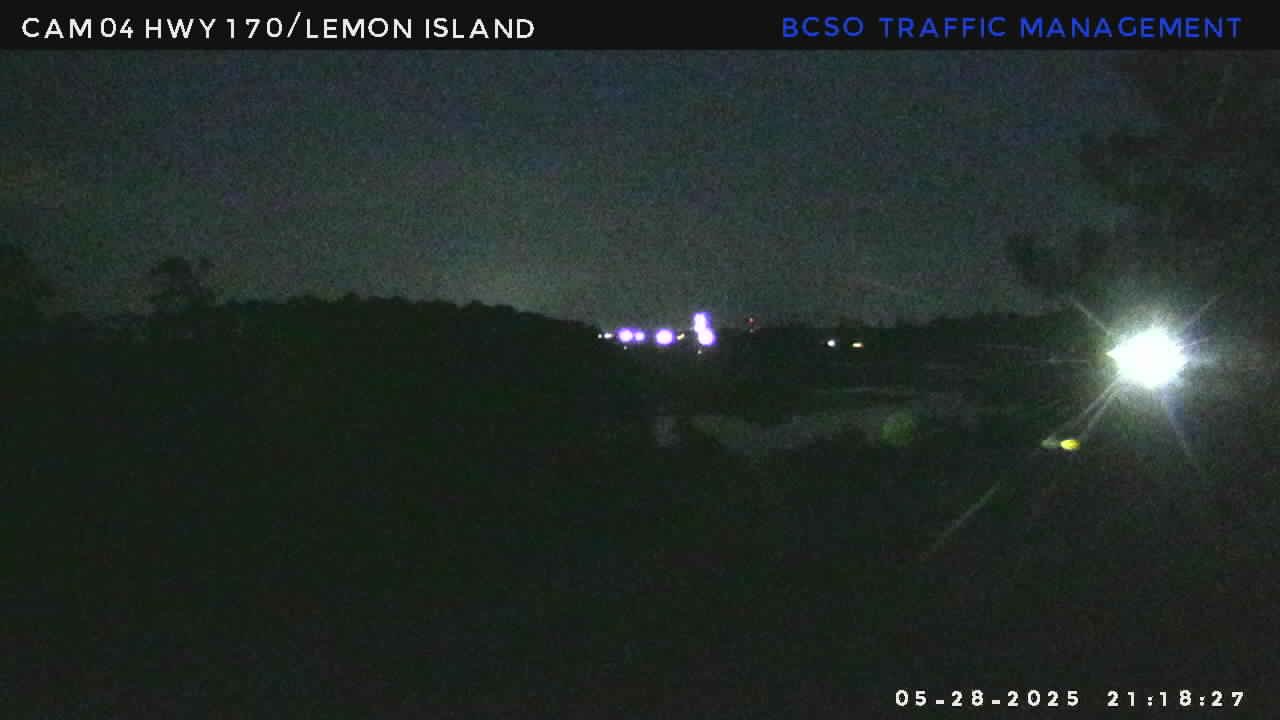 CAM04 HWY 170/LEMON ISLAND
BCSO TRAFFIC MANAGEMENT
05-28-2025 21:18:27